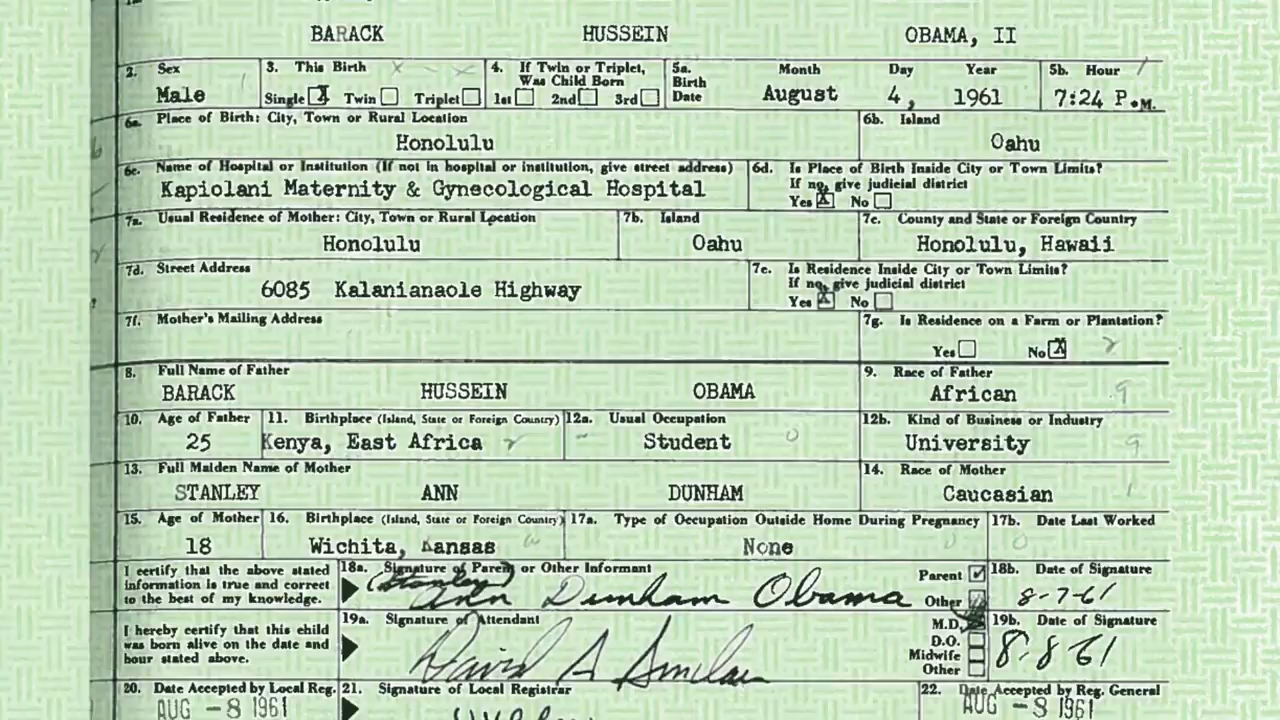 BARACK HUSSEIN OBAMA, II
2. Sex 3. This Birth 4. If Twin or Triplet, Was Child Born 5a. Birth Date Month Day Year 5b. Hour
Male Single X Twin Triplet 1st 2nd 3rd August 4, 1961 7:24 P.M.
6a. Place of Birth: City, Town or Rural Location 6b. Island
Honolulu Oahu
6c. Name of Hospital or Institution (If not in hospital or institution, give street address) 6d. Is Place of Birth Inside City or Town Limits?
If no, give judicial district
Kapiolani Maternity & Gynecological Hospital Yes X No
7a. Usual Residence of Mother: City, Town or Rural Location 7b. Island 7c. County and State or Foreign Country
Honolulu Oahu Honolulu, Hawaii
7d. Street Address 7e. Is Residence Inside City or Town Limits?
If no, give judicial district
6085 Kalanianaole Highway Yes X No
7f. Mother's Mailing Address 7g. Is Residence on a Farm or Plantation?
Yes No X
8. Full Name of Father 9. Race of Father
BARACK HUSSEIN OBAMA African 9
10. Age of Father 11. Birthplace (Island, State or Foreign Country) 12a. Usual Occupation 12b. Kind of Business or Industry
25 Kenya, East Africa Student 0 University 9
13. Full Maiden Name of Mother 14. Race of Mother
STANLEY ANN DUNHAM Caucasian 1
15. Age of Mother 16. Birthplace (Island, State or Foreign Country) 17a. Type of Occupation Outside Home During Pregnancy 17b. Date Last Worked
18 Wichita, Kansas None
I certify that the above stated information is true and correct to the best of my knowledge. 18a. Signature of Parent or Other Informant Parent Other 18b. Date of Signature
(Stanley) Ann Dunham Obama 8-7-61
I hereby certify that this child was born alive on the date and hour stated above. 19a. Signature of Attendant M.D. D.O. Midwife Other 19b. Date of Signature
David A Sinclair 8-8-61
20. Date Accepted by Local Reg. 21. Signature of Local Registrar 22. Date Accepted by Reg. General
AUG -8 1961 AUG -8 1961